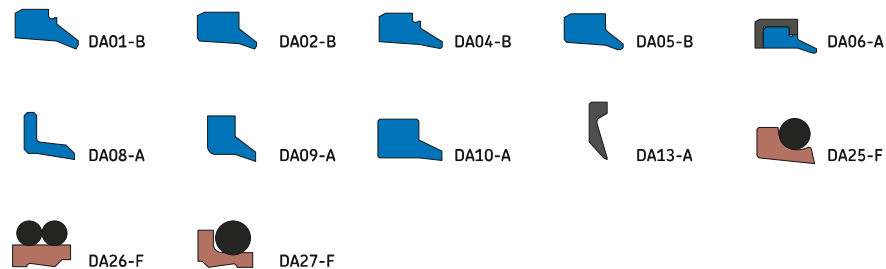 DA01-B DA02-B DA04-B DA05-B DA06-A
DA08-A DA09-A DA10-A DA13-A DA25-F
DA26-F DA27-F